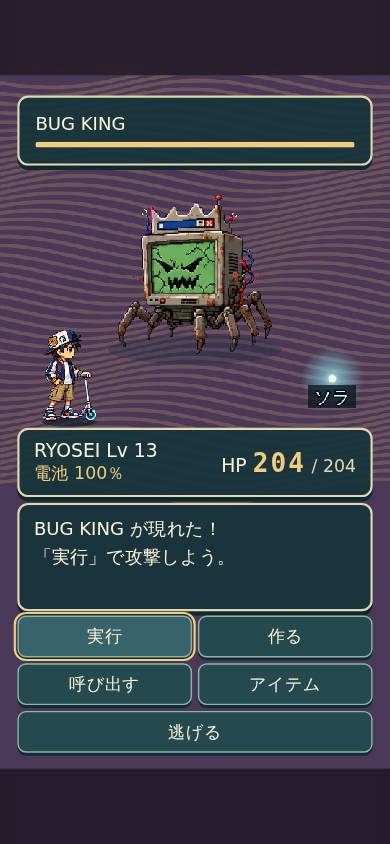 BUG KING
ソラ
RYOSEI Lv 13
電池 100%
HP 204 / 204
BUG KING が現れた！
「実行」で攻撃しよう。
実行
作る
呼び出す
アイテム
逃げる